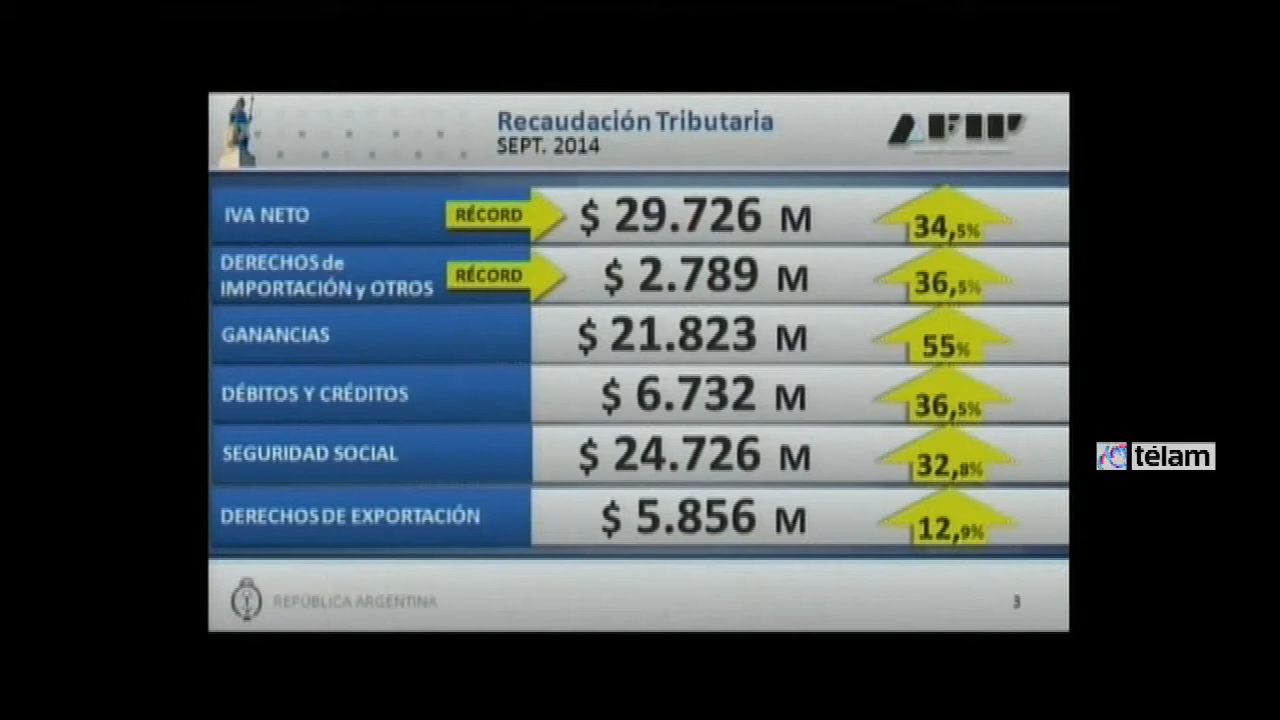 Recaudación Tributaria
SEPT. 2014
AFIP
IVA NETO RÉCORD $ 29.726 M 34,5%
DERECHOS de
IMPORTACIÓN y OTROS RÉCORD $ 2.789 M 36,5%
GANANCIAS $ 21.823 M 55%
DÉBITOS Y CRÉDITOS $ 6.732 M 36,5%
SEGURIDAD SOCIAL $ 24.726 M 32,8%
DERECHOS DE EXPORTACIÓN $ 5.856 M 12,9%
télam
REPÚBLICA ARGENTINA 3